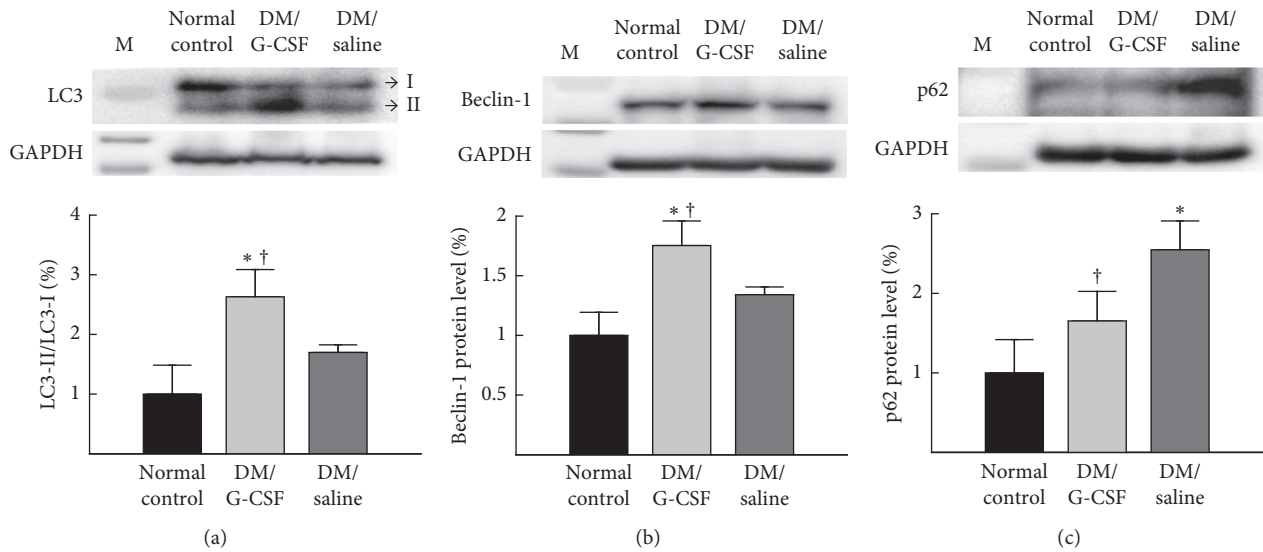 M
Normal
control
DM/
G-CSF
DM/
saline
LC3
→ I
→ II
GAPDH
LC3-II/LC3-I (%)
4
3
2
1
* †
Normal
control
DM/
G-CSF
DM/
saline
(a)
M
Normal
control
DM/
G-CSF
DM/
saline
Beclin-1
GAPDH
Beclin-1 protein level (%)
2
1.5
1
0.5
* †
Normal
control
DM/
G-CSF
DM/
saline
(b)
M
Normal
control
DM/
G-CSF
DM/
saline
p62
GAPDH
p62 protein level (%)
3
2
1
†
*
Normal
control
DM/
G-CSF
DM/
saline
(c)